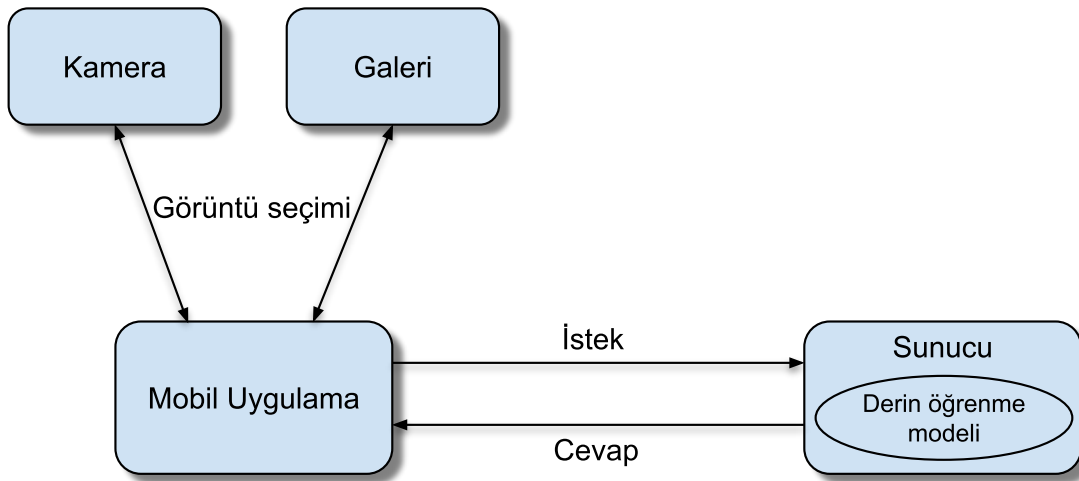 Kamera
Galeri
Görüntü seçimi
Mobil Uygulama
İstek
Cevap
Sunucu
Derin öğrenme
modeli